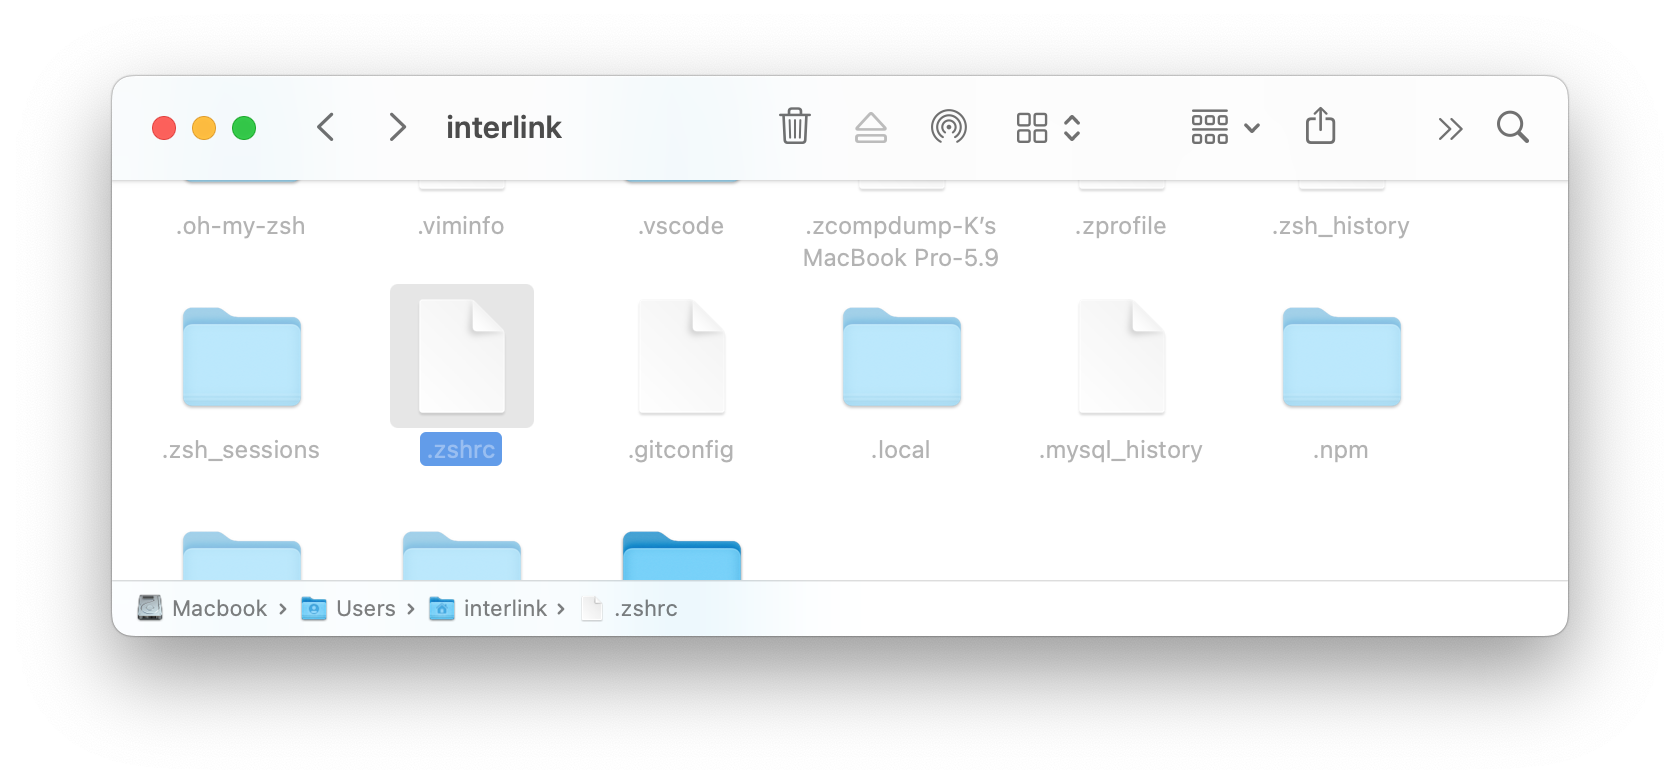 interlink
.oh-my-zsh
.viminfo
.vscode
.zcompdump-K’s
MacBook Pro-5.9
.zprofile
.zsh_history
.zsh_sessions
.zshrc
.gitconfig
.local
.mysql_history
.npm
Macbook › Users › interlink › .zshrc